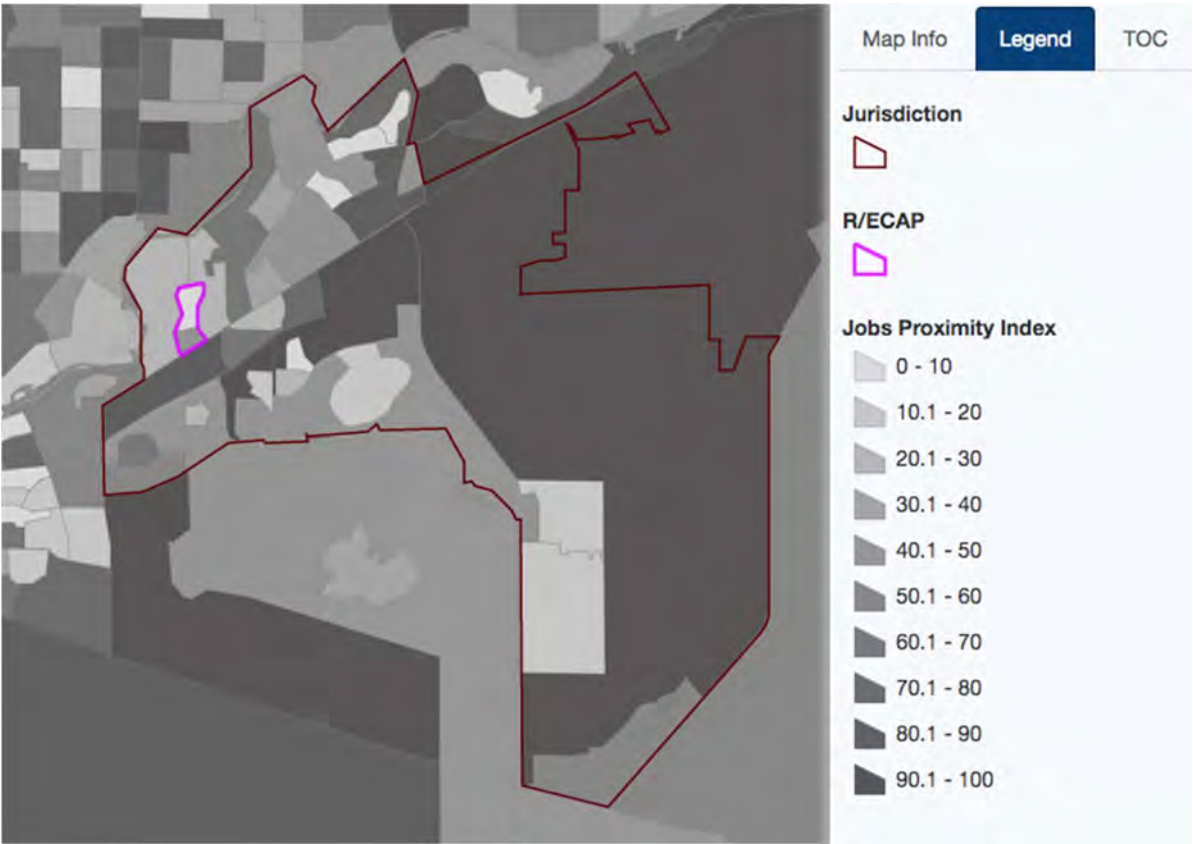 Map Info Legend TOC
Jurisdiction
R/ECAP
Jobs Proximity Index
0 - 10
10.1 - 20
20.1 - 30
30.1 - 40
40.1 - 50
50.1 - 60
60.1 - 70
70.1 - 80
80.1 - 90
90.1 - 100